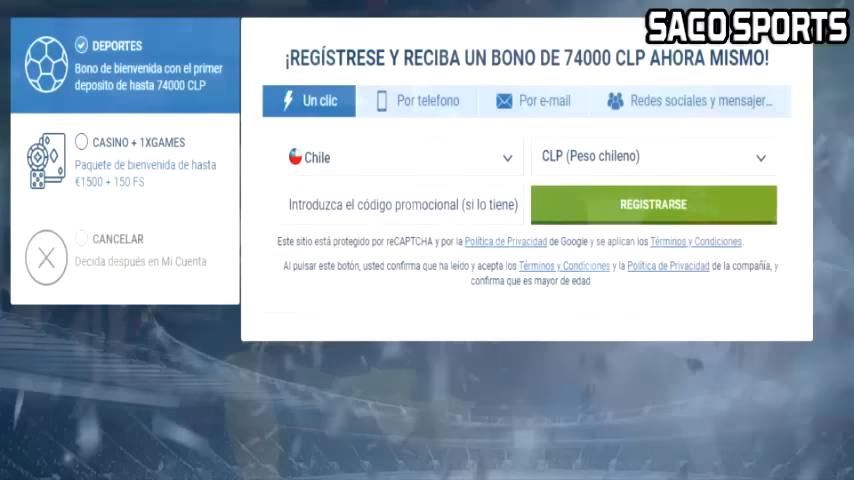 SACO SPORTS
DEPORTES
Bono de bienvenida con el primer
deposito de hasta 74000 CLP
CASINO + 1XGAMES
Paquete de bienvenida de hasta
€1500 + 150 FS
CANCELAR
Decida después en Mi Cuenta
¡REGÍSTRESE Y RECIBA UN BONO DE 74000 CLP AHORA MISMO!
Un clic
Por telefono
Por e-mail
Redes sociales y mensajer...
Chile
CLP (Peso chileno)
Introduzca el código promocional (si lo tiene)
REGISTRARSE
Este sitio está protegido por reCAPTCHA y por la Política de Privacidad de Google y se aplican los Términos y Condiciones.
Al pulsar este botón, usted confirma que ha leído y acepta los Términos y Condiciones y la Política de Privacidad de la compañía, y
confirma que es mayor de edad